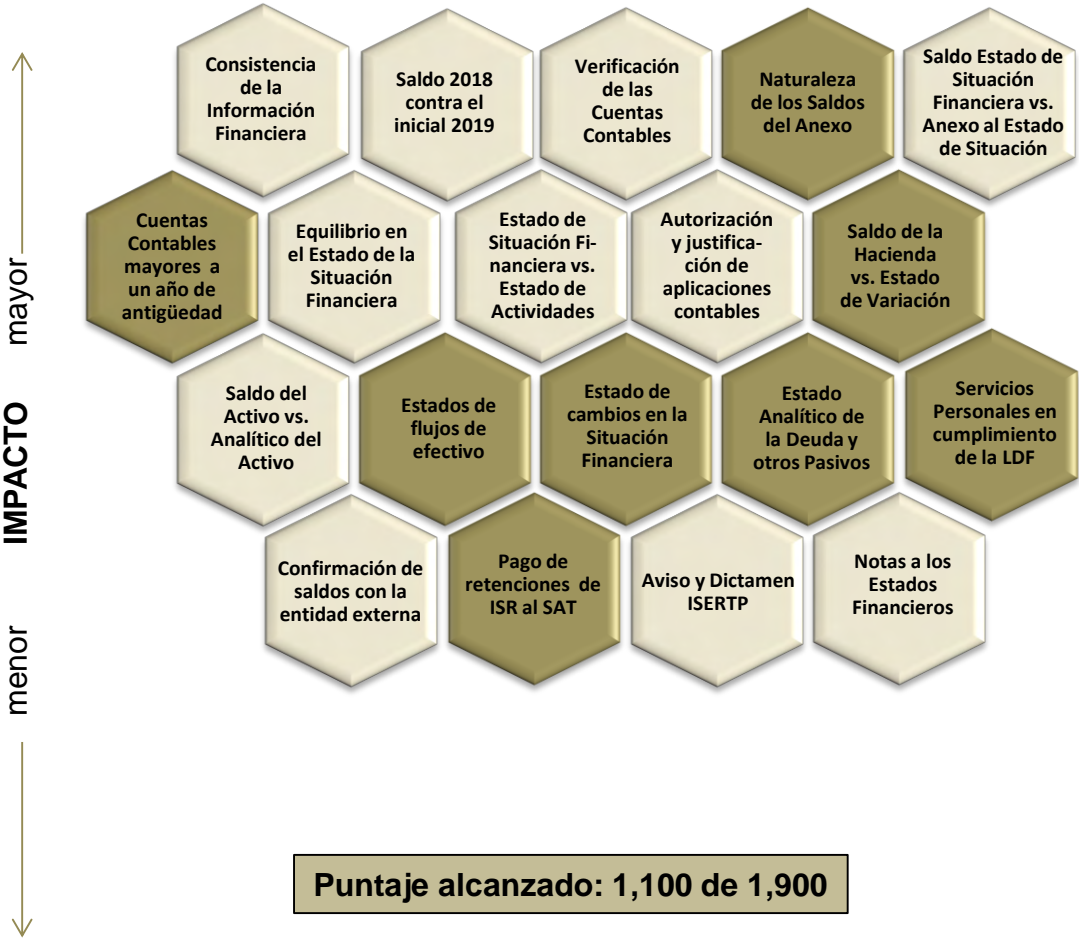 Consistencia
de la
Información
Financiera
Saldo 2018
contra el
inicial 2019
Verificación
de las
Cuentas
Contables
Naturaleza
de los Saldos
del Anexo
Saldo Estado de
Situación
Financiera vs.
Anexo al Estado
de Situación
Cuentas
Contables
mayores a
un año de
antigüedad
Equilibrio en
el Estado de la
Situación
Financiera
Estado de
Situación Fi-
nanciera vs.
Estado de
Actividades
Autorización
y justifica-
ción de
aplicaciones
contables
Saldo de la
Hacienda
vs. Estado
de Variación
Saldo del
Activo vs.
Analítico del
Activo
Estados de
flujos de
efectivo
Estado de
cambios en la
Situación
Financiera
Estado
Analítico de
la Deuda y
otros Pasivos
Servicios
Personales en
cumplimiento
de la LDF
Confirmación de
saldos con la
entidad externa
Pago de
retenciones de
ISR al SAT
Aviso y Dictamen
ISERTP
Notas a los
Estados
Financieros
mayor
IMPACTO
menor
Puntaje alcanzado: 1,100 de 1,900